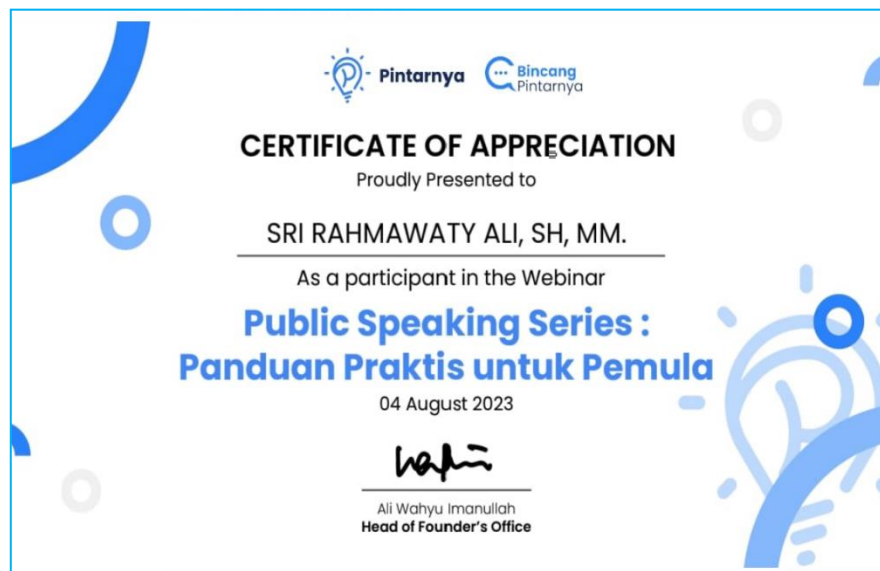 Pintarnya
Bincang
Pintarnya
CERTIFICATE OF APPRECIATION
Proudly Presented to
SRI RAHMAWATY ALI, SH, MM.
As a participant in the Webinar
Public Speaking Series :
Panduan Praktis untuk Pemula
04 August 2023
Ali Wahyu Imanullah
Head of Founder's Office